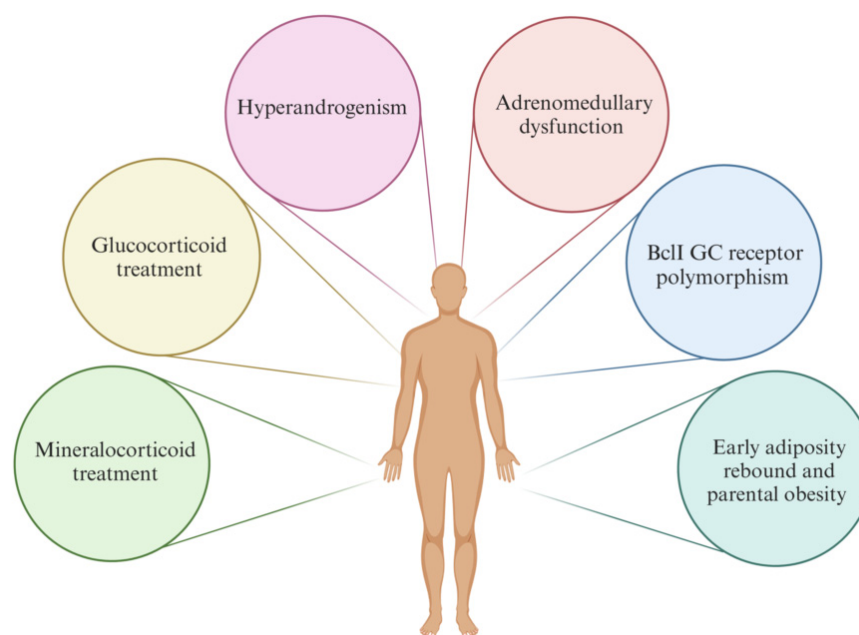 Hyperandrogenism
Adrenomedullary
dysfunction
Glucocorticoid
treatment
BclI GC receptor
polymorphism
Mineralocorticoid
treatment
Early adiposity
rebound and
parental obesity